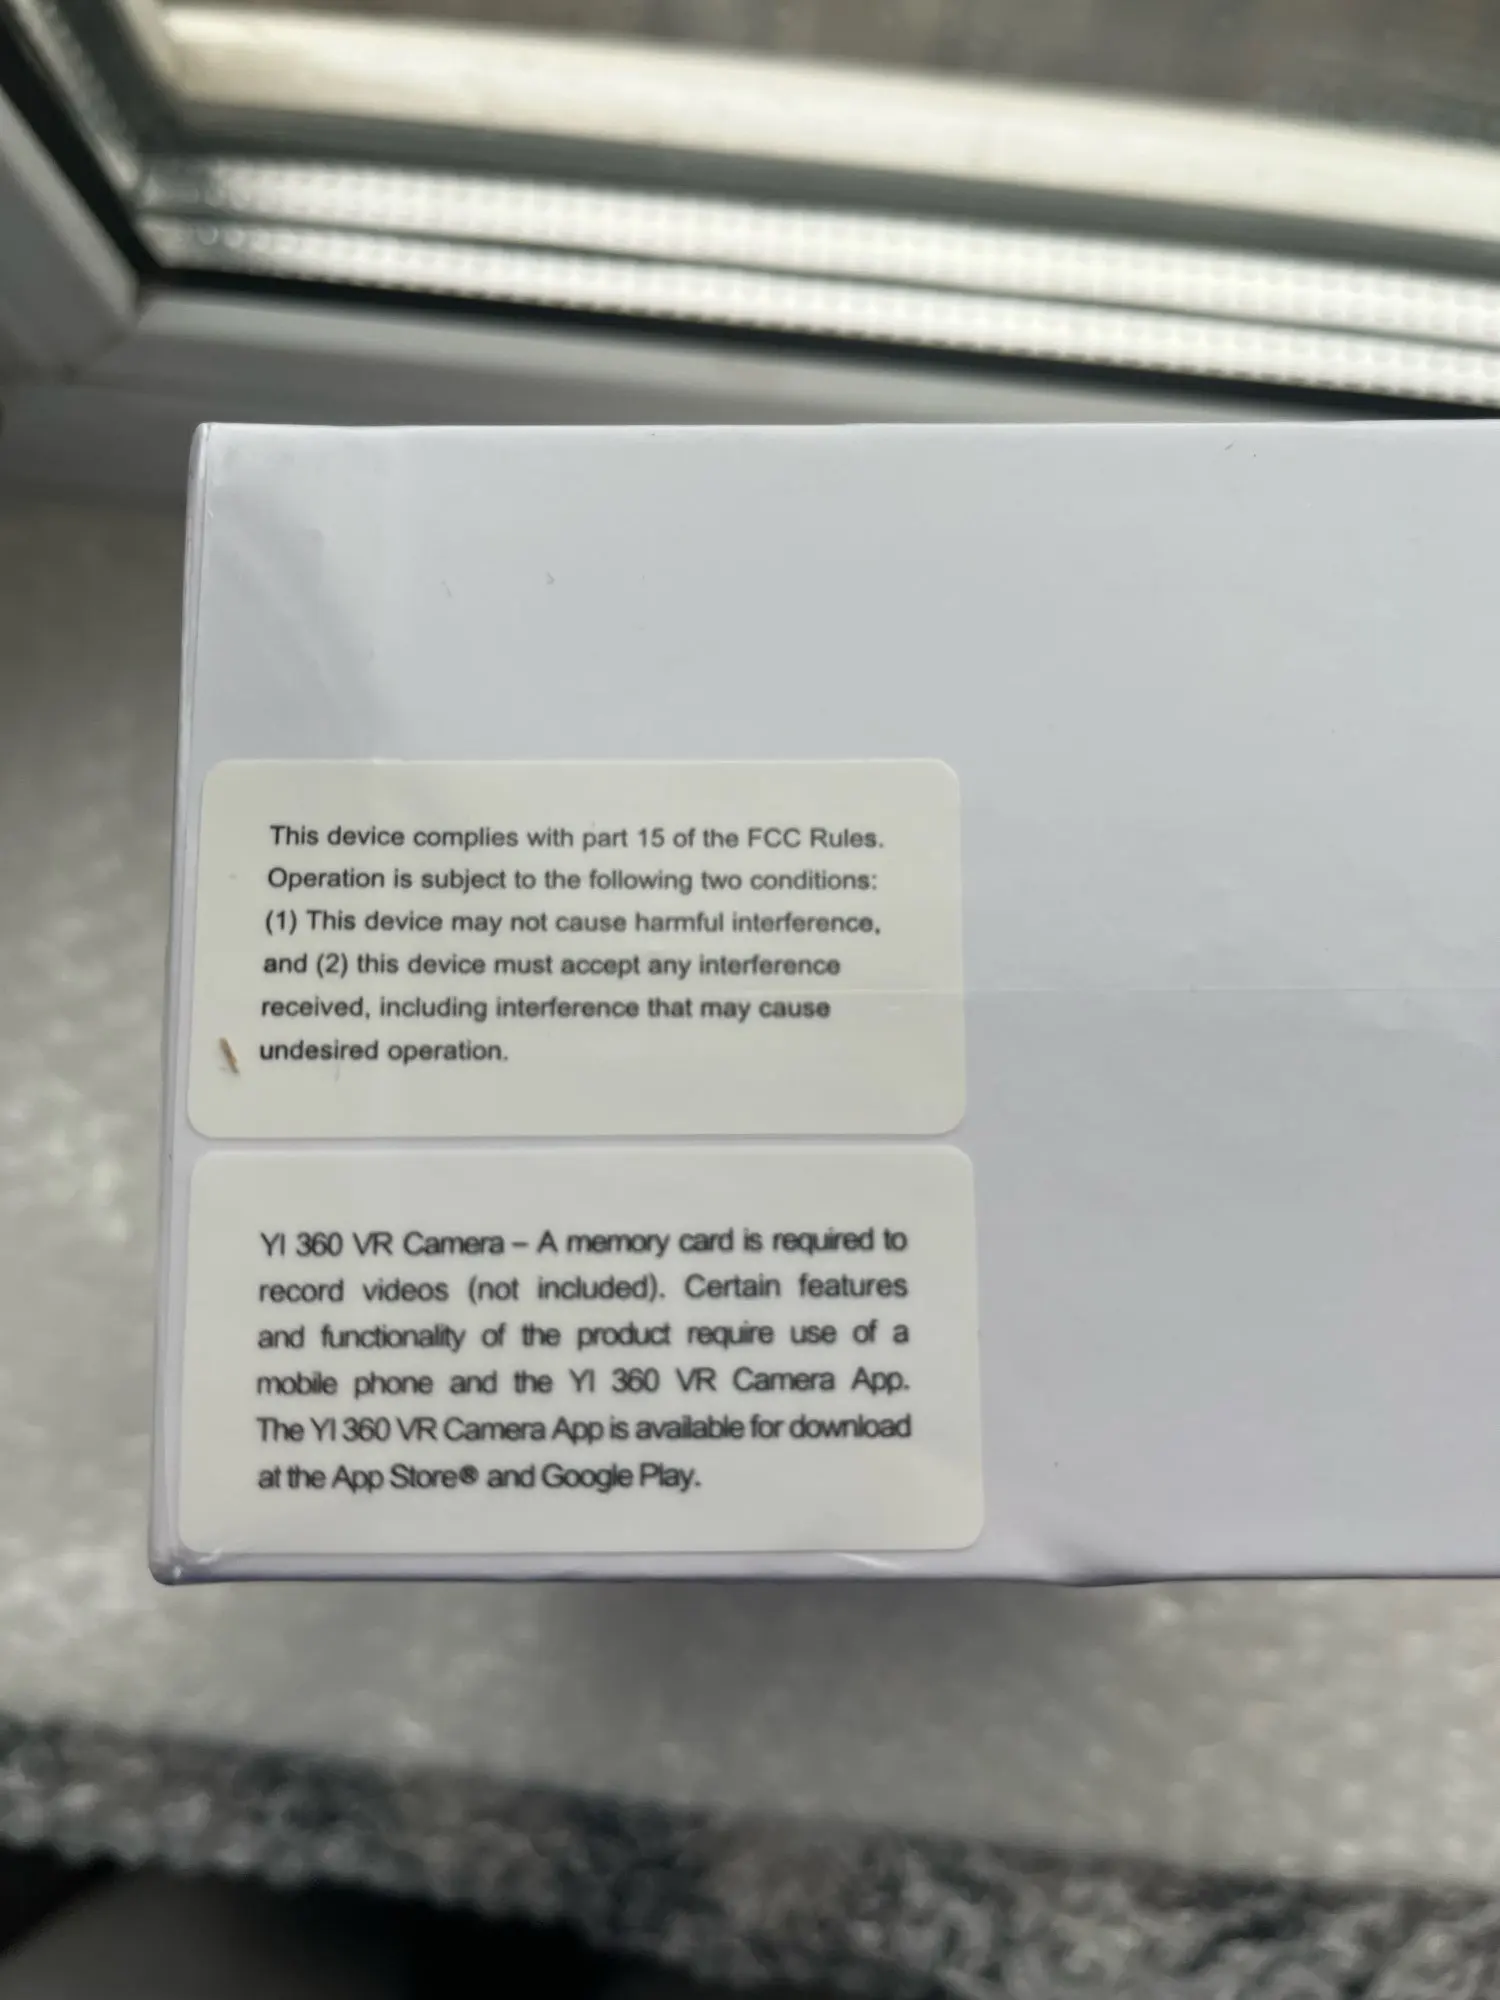 This device complies with part 15 of the FCC Rules.
Operation is subject to the following two conditions:
(1) This device may not cause harmful interference,
and (2) this device must accept any interference
received, including interference that may cause
undesired operation.
YI 360 VR Camera – A memory card is required to
record videos (not included). Certain features
and functionality of the product require use of a
mobile phone and the YI 360 VR Camera App.
The YI 360 VR Camera App is available for download
at the App Store® and Google Play.